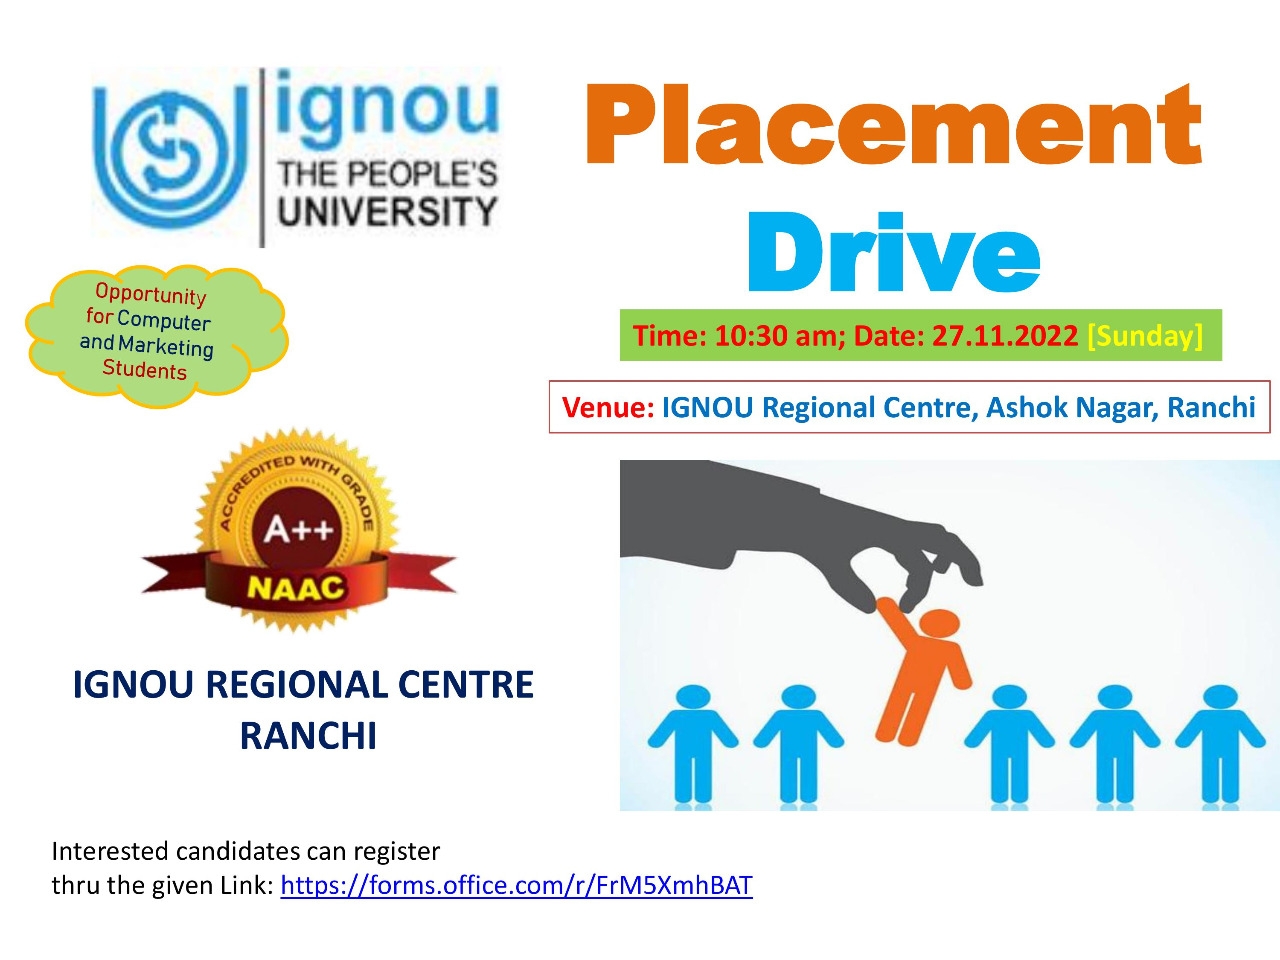 ignou
THE PEOPLE'S
UNIVERSITY
Placement
Drive
Opportunity
for Computer
and Marketing
Students
Time: 10:30 am; Date: 27.11.2022 [Sunday]
Venue: IGNOU Regional Centre, Ashok Nagar, Ranchi
ACCREDITED WITH GRADE
A++
NAAC
IGNOU REGIONAL CENTRE
RANCHI
Interested candidates can register
thru the given Link: https://forms.office.com/r/FrM5XmhBAT